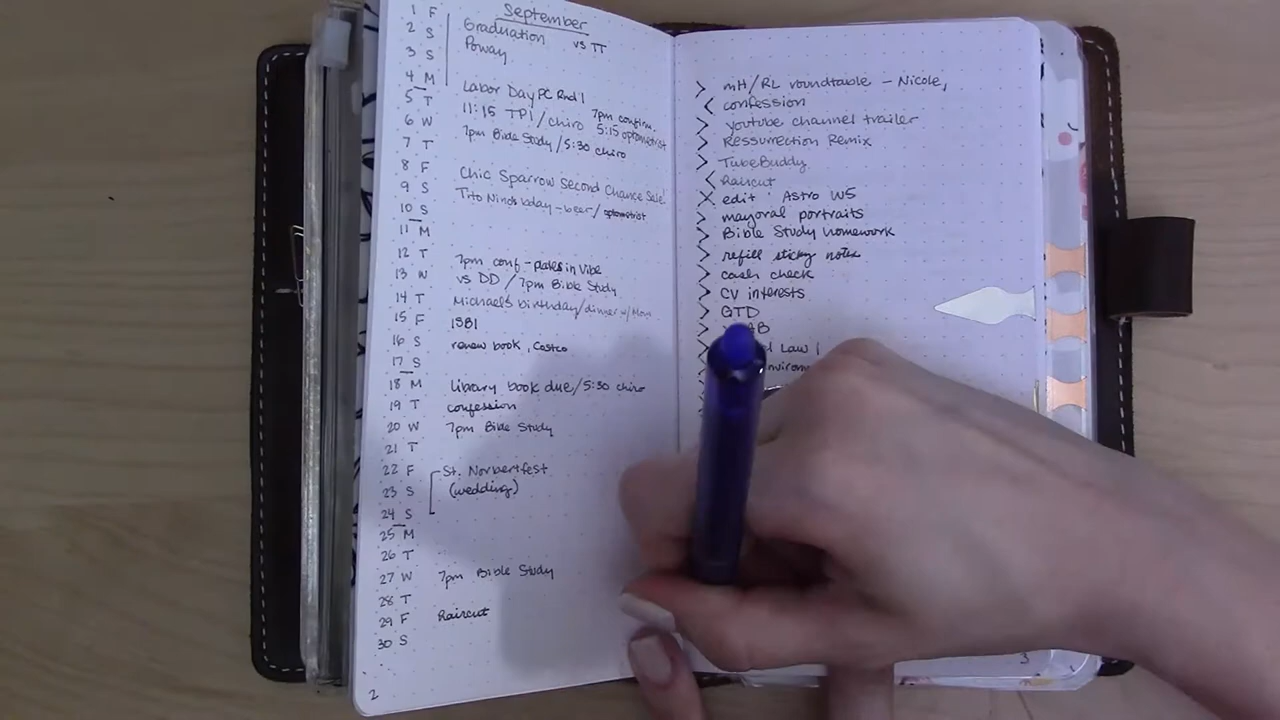 September
1 F
2 S Graduation vs TT
3 S Poway
4 M Labor Day PC Rnd 1
5 T 11:15 TPI/chiro 7pm confirm.
6 W 7pm Bible Study/5:30 chiro 5:15 optometrist
7 T
8 F Chic Sparrow Second Chance Sale!
9 S Tito Nino's bday - beer/optometrist
10 S
11 M
12 T 7pm conf - plates in Vibe
13 W vs DD / 7pm Bible Study
14 T Michael's birthday/dinner w/ Mom
15 F ISBI
16 S renew book, Costco
17 S
18 M library book due/5:30 chiro
19 T confession
20 W 7pm Bible Study
21 T
22 F St. Norbertfest
23 S (wedding)
24 S
25 M
26 T
27 W 7pm Bible Study
28 T
29 F Haircut
30 S
2
> mH/RL roundtable - Nicole,
< confession
> youtube channel trailer
> Ressurrection Remix
> TubeBuddy
< haircut
X edit Astro WS
> mayoral portraits
> Bible Study homework
> refill sticky notes
> cash check
> CV interests
> GTD
>
> Law 1
3